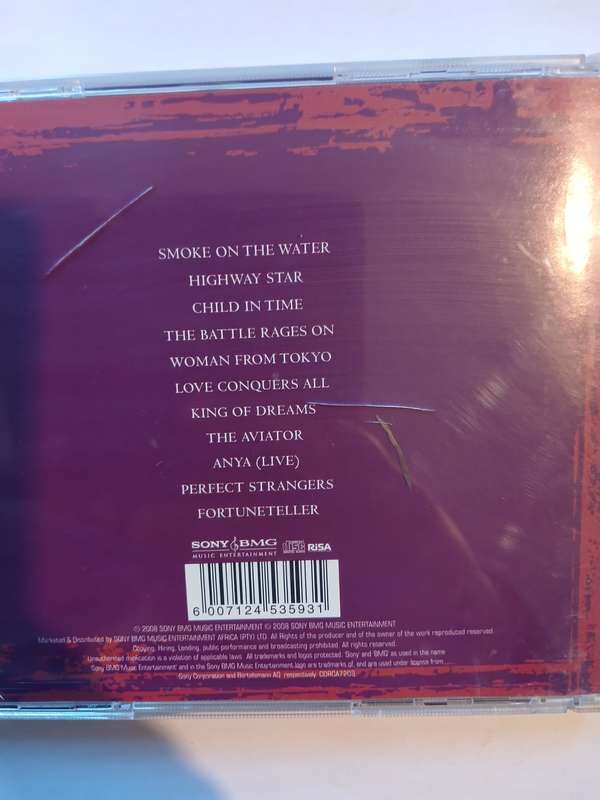 SMOKE ON THE WATER
HIGHWAY STAR
CHILD IN TIME
THE BATTLE RAGES ON
WOMAN FROM TOKYO
LOVE CONQUERS ALL
KING OF DREAMS
THE AVIATOR
ANYA (LIVE)
PERFECT STRANGERS
FORTUNETELLER
SONY BMG
MUSIC ENTERTAINMENT
RiSA
6 007124 535931
℗ 2008 SONY BMG MUSIC ENTERTAINMENT © 2008 SONY BMG MUSIC ENTERTAINMENT
Marketed & Distributed by SONY BMG MUSIC ENTERTAINMENT AFRICA (PTY) LTD. All Rights of the producer and of the owner of the work reproduced reserved.
Copying, Hiring, Lending, public performance and broadcasting prohibited. All rights reserved.
Unauthorised duplication is a violation of applicable laws. All trademarks and logos protected. 'Sony' and 'BMG' as used in the name
Sony BMG Music Entertainment and in the Sony BMG Music Entertainment logo are trademarks of, and are used under license from
Sony Corporation and Bertelsmann AG, respectively.